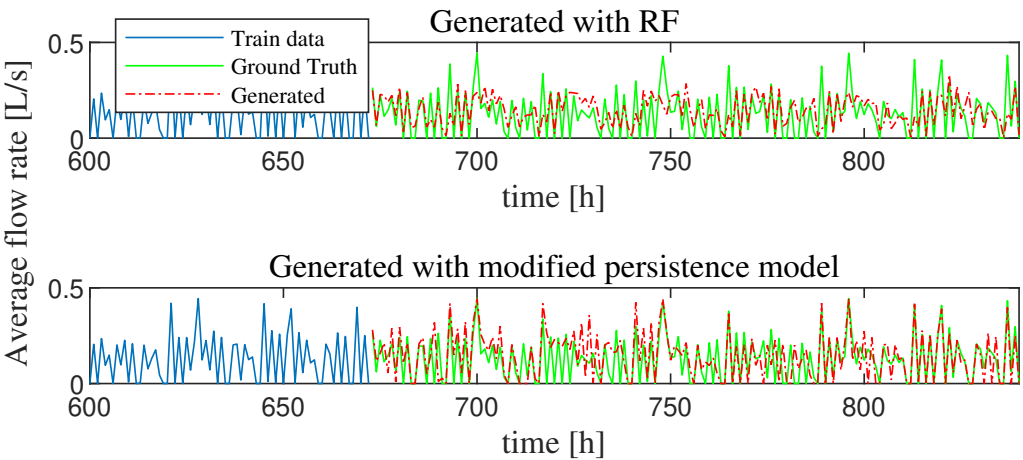 Generated with RF
Train data
Ground Truth
Generated
0.5
0
600
650
700
750
800
time [h]
Average flow rate [L/s]
Generated with modified persistence model
0.5
0
600
650
700
750
800
time [h]